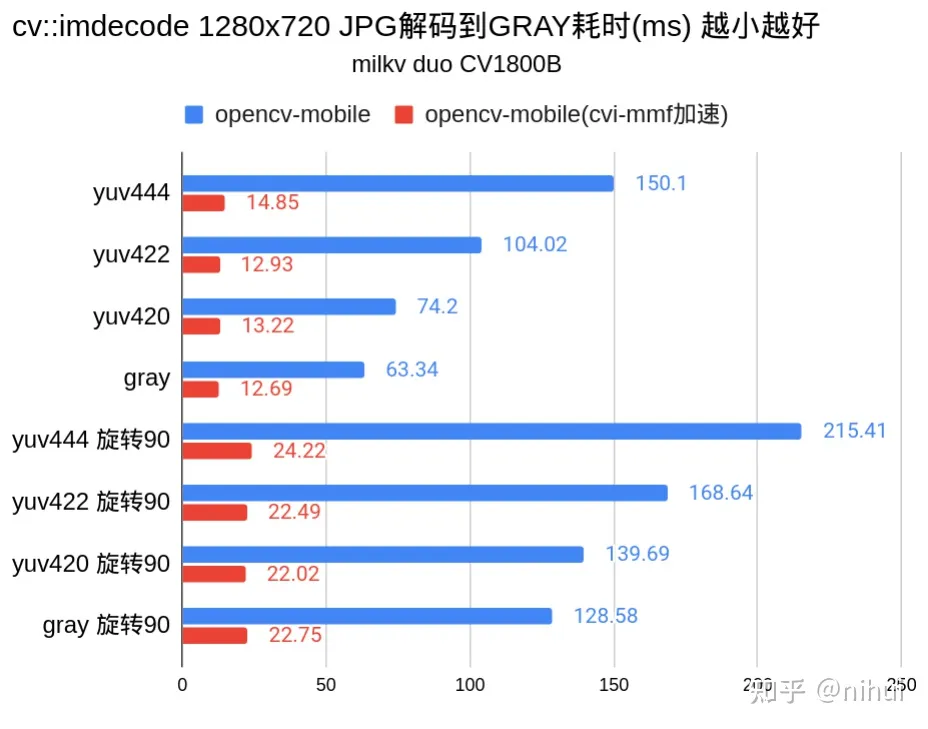 cv::imdecode 1280x720 JPG解码到GRAY耗时(ms) 越小越好
milkv duo CV1800B
opencv-mobile opencv-mobile(cvi-mmf加速)
yuv444 150.1
14.85
yuv422 104.02
12.93
yuv420 74.2
13.22
gray 63.34
12.69
yuv444 旋转90 215.41
24.22
yuv422 旋转90 168.64
22.49
yuv420 旋转90 139.69
22.02
gray 旋转90 128.58
22.75
0 50 100 150 200 250
知乎 @nihui